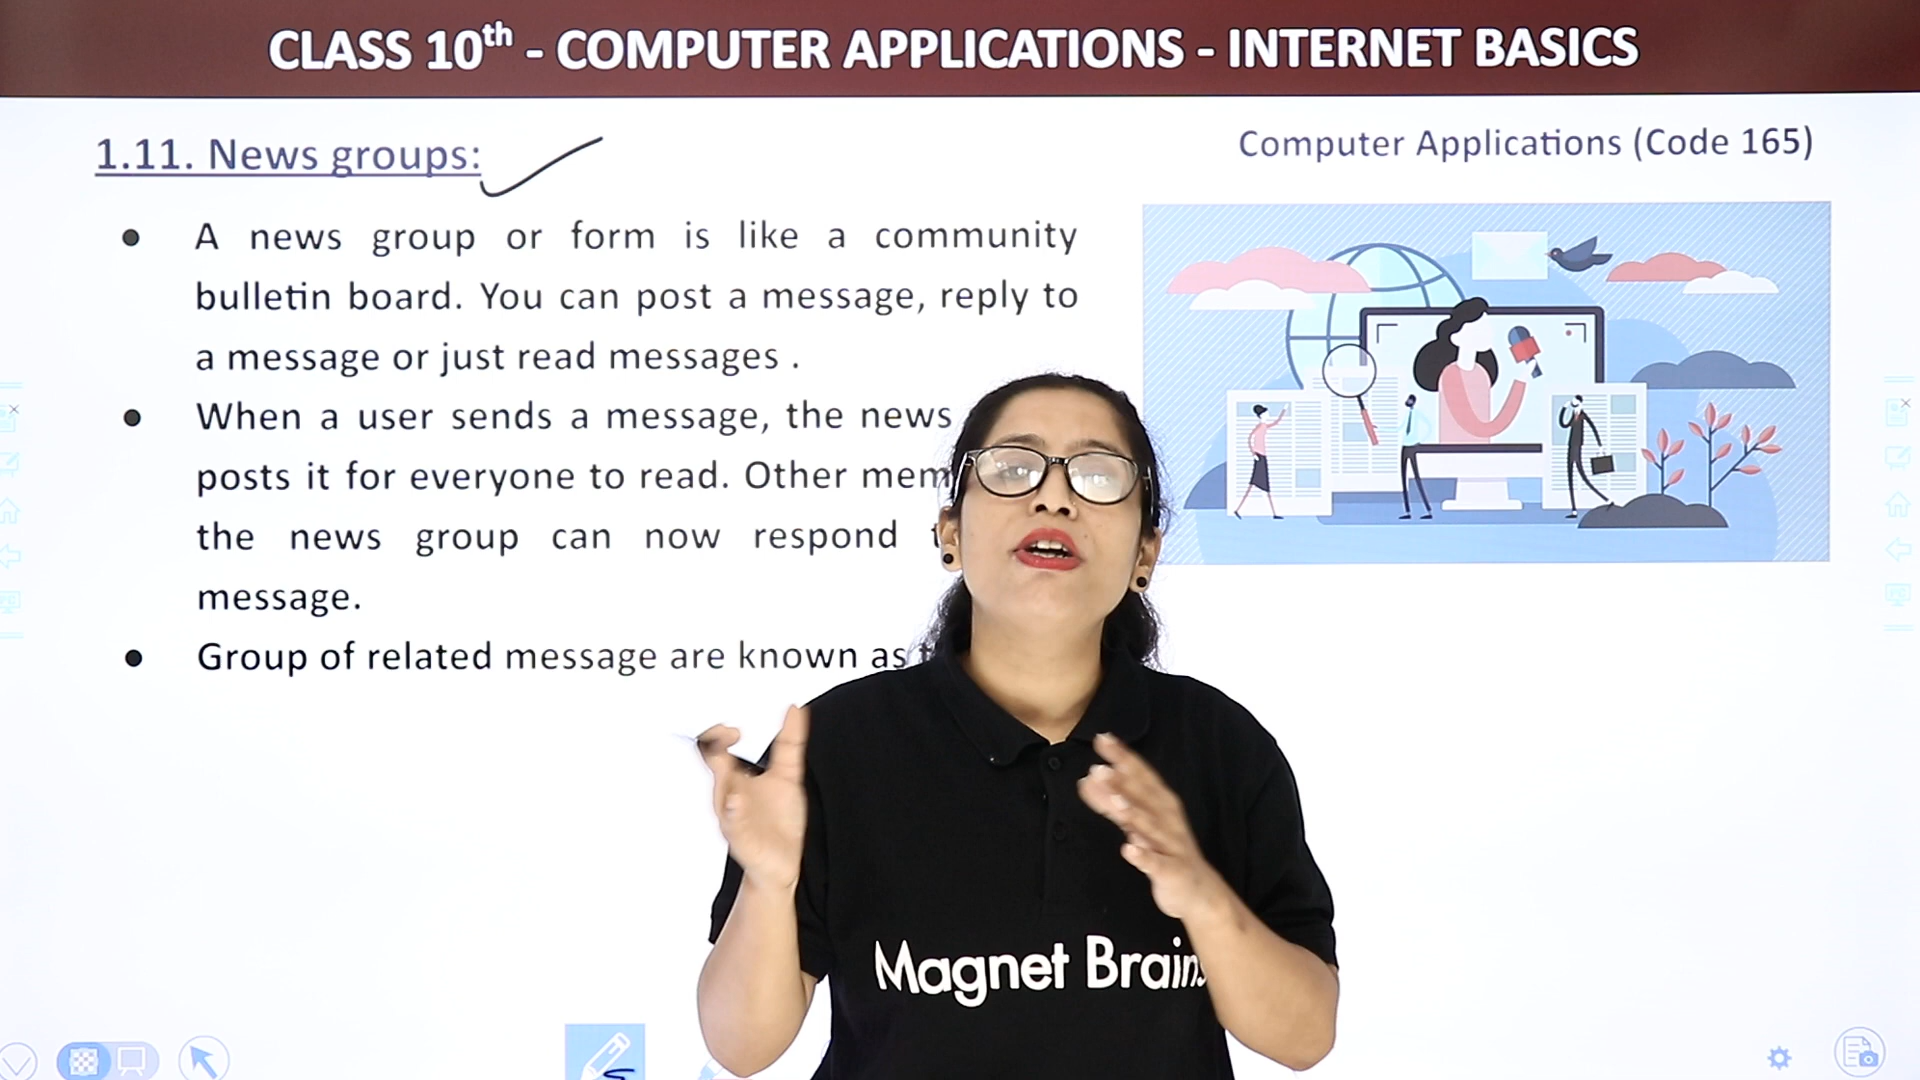 CLASS 10th - COMPUTER APPLICATIONS - INTERNET BASICS
1.11. News groups:
Computer Applications (Code 165)
● A news group or form is like a community
bulletin board. You can post a message, reply to
a message or just read messages .
● When a user sends a message, the news
posts it for everyone to read. Other
the news group can now respond
message.
● Group of related message are known as
Magnet Brains